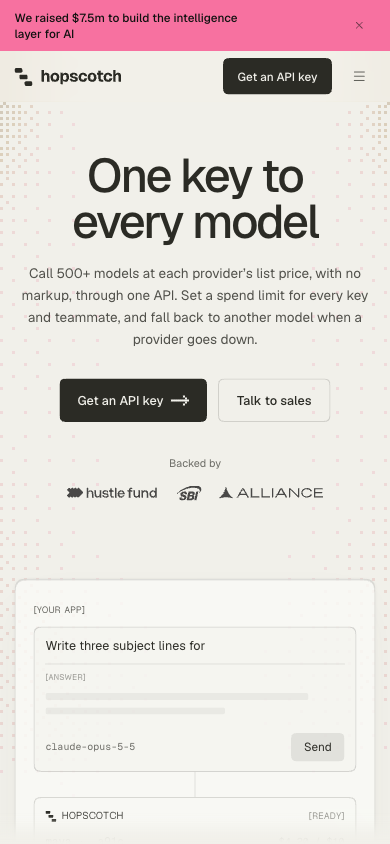 We raised $7.5m to build the intelligence
layer for AI
hopscotch
Get an API key
One key to
every model
Call 500+ models at each provider's list price, with no
markup, through one API. Set a spend limit for every key
and teammate, and fall back to another model when a
provider goes down.
Get an API key
Talk to sales
Backed by
hustle fund
SBI
ALLIANCE
[YOUR APP]
Write three subject lines for
[ANSWER]
claude-opus-5-5
Send
HOPSCOTCH
[READY]